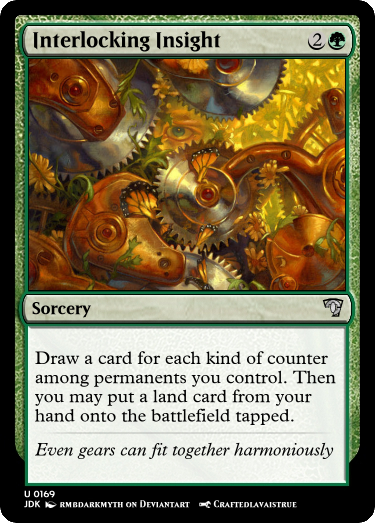 Interlocking Insight 2
Sorcery
Draw a card for each kind of counter
among permanents you control. Then
you may put a land card from your
hand onto the battlefield tapped.
Even gears can fit together harmoniously
U 0169
JDK rmbdarkmyth on Deviantart Craftedlavaistrue